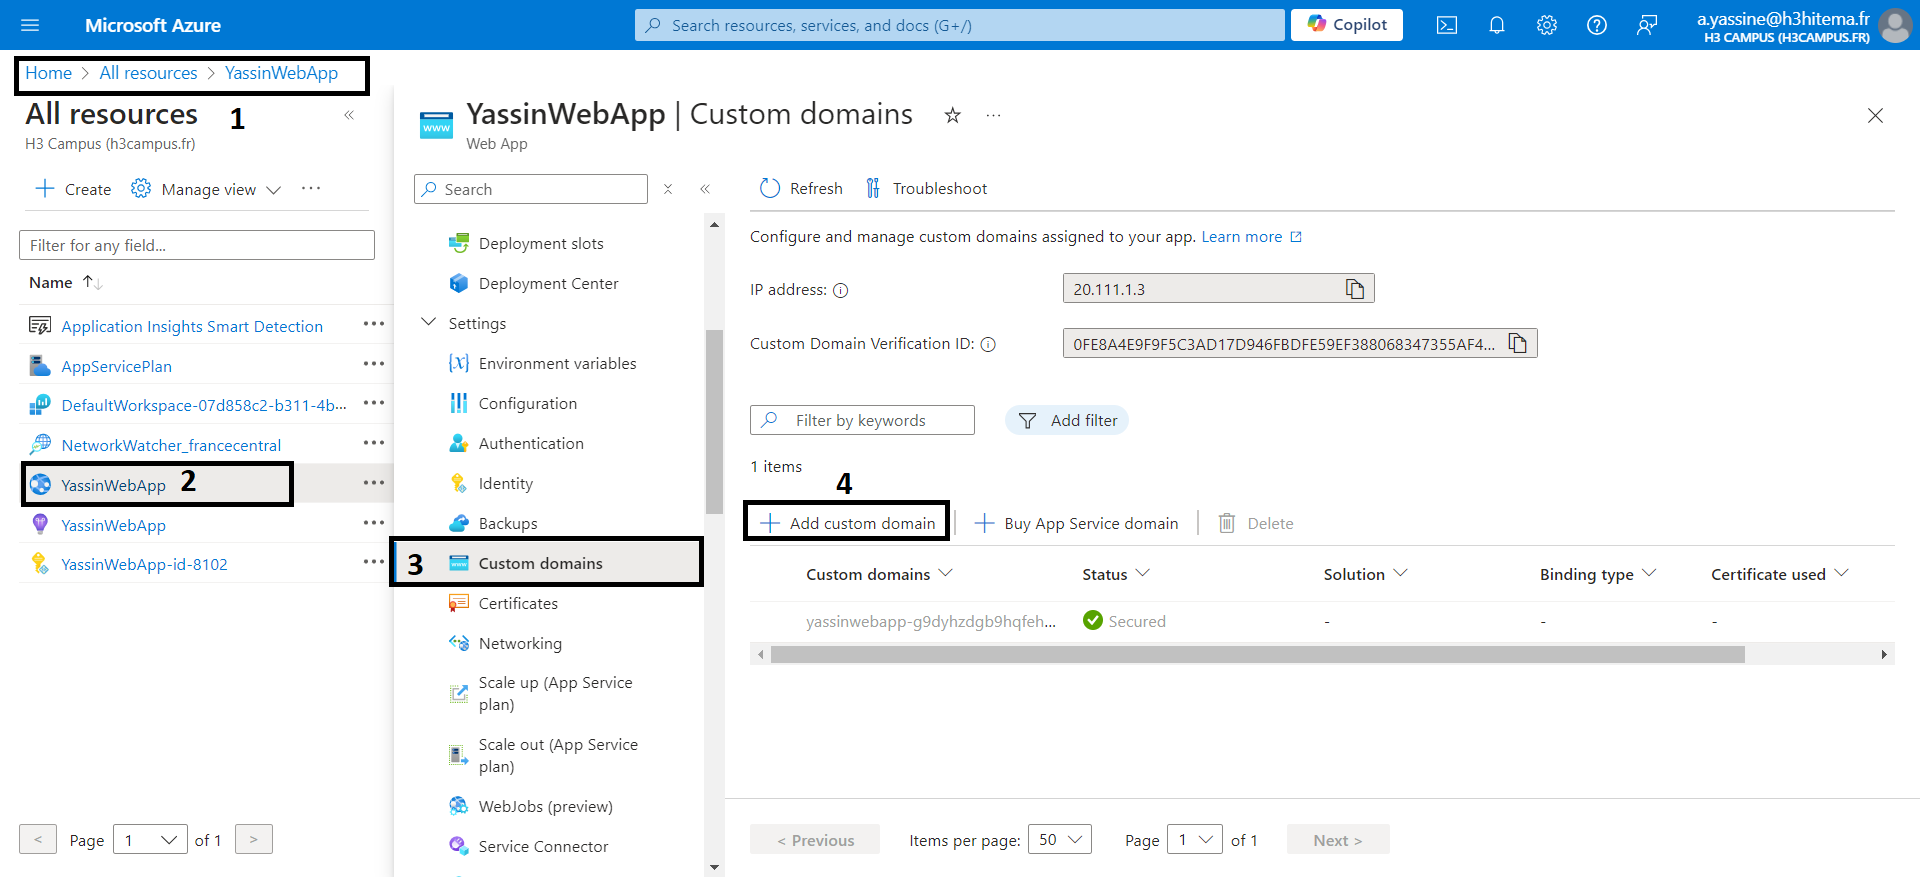 Microsoft Azure
Search resources, services, and docs (G+/)
Copilot
a.yassine@h3hitema.fr
H3 CAMPUS (H3CAMPUS.FR)
Home > All resources > YassinWebApp
All resources
1
«
H3 Campus (h3campus.fr)
Create
Manage view
...
Filter for any field...
Name
Application Insights Smart Detection
AppServicePlan
DefaultWorkspace-07d858c2-b311-4b...
NetworkWatcher_francecentral
YassinWebApp
2
YassinWebApp
YassinWebApp-id-8102
<
Page
1
of 1
>
YassinWebApp | Custom domains
...
Web App
www
Search
«
Deployment slots
Deployment Center
Settings
Environment variables
Configuration
Authentication
Identity
Backups
3
Custom domains
Certificates
Networking
Scale up (App Service
plan)
Scale out (App Service
plan)
WebJobs (preview)
Service Connector
Refresh
Troubleshoot
Configure and manage custom domains assigned to your app. Learn more
IP address:
20.111.1.3
Custom Domain Verification ID:
0FE8A4E9F9F5C3AD17D946FBDFE59EF388068347355AF4...
Filter by keywords
Add filter
1 items
4
Add custom domain
Buy App Service domain
Delete
Custom domains
Status
Solution
Binding type
Certificate used
yassinwebapp-g9dyhzdgb9hqfeh...
Secured
-
-
-
< Previous
Items per page:
50
Page
1
of 1
Next >